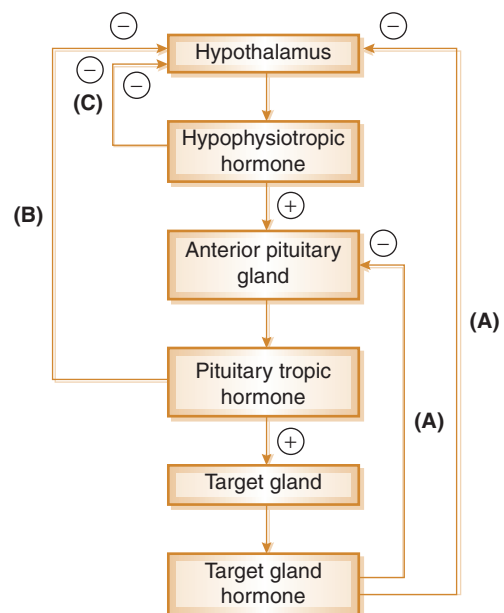 −
−
Hypothalamus
−
−
(C)
Hypophysiotropic
hormone
+
(B)
−
Anterior pituitary
gland
(A)
Pituitary tropic
hormone
(A)
+
Target gland
Target gland
hormone